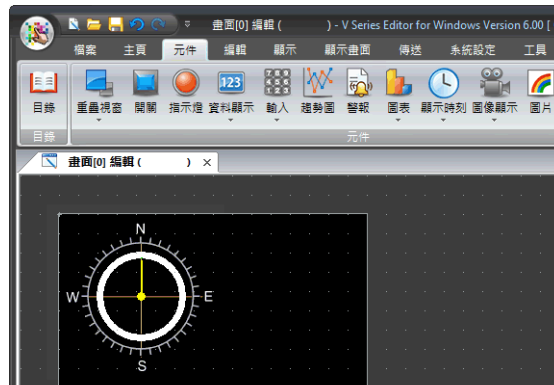 畫面[0] 編輯 ( ) - V Series Editor for Windows Version 6.00 [
檔案 主頁 元件 編輯 顯示 顯示畫面 傳送 系統設定 工具
123
目錄 重疊視窗 開關 指示燈 資料顯示 輸入 趨勢圖 警報 圖表 顯示時刻 圖像顯示 圖片
目錄 元件
畫面[0] 編輯 ( ) ×
N
W E
S